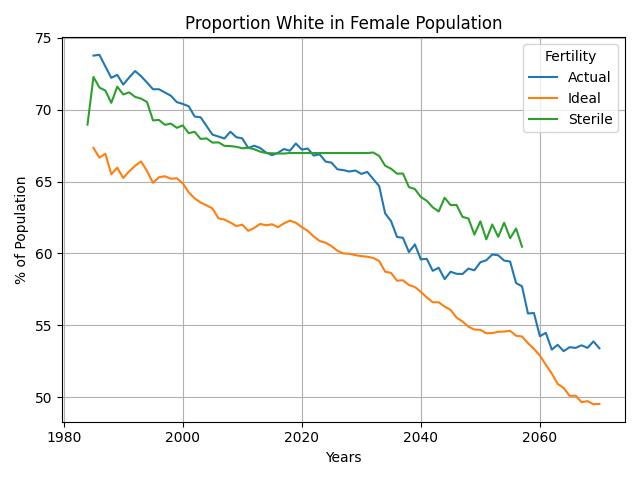 Proportion White in Female Population
Fertility
Actual
Ideal
Sterile
% of Population
75
70
65
60
55
50
1980
2000
2020
2040
2060
Years